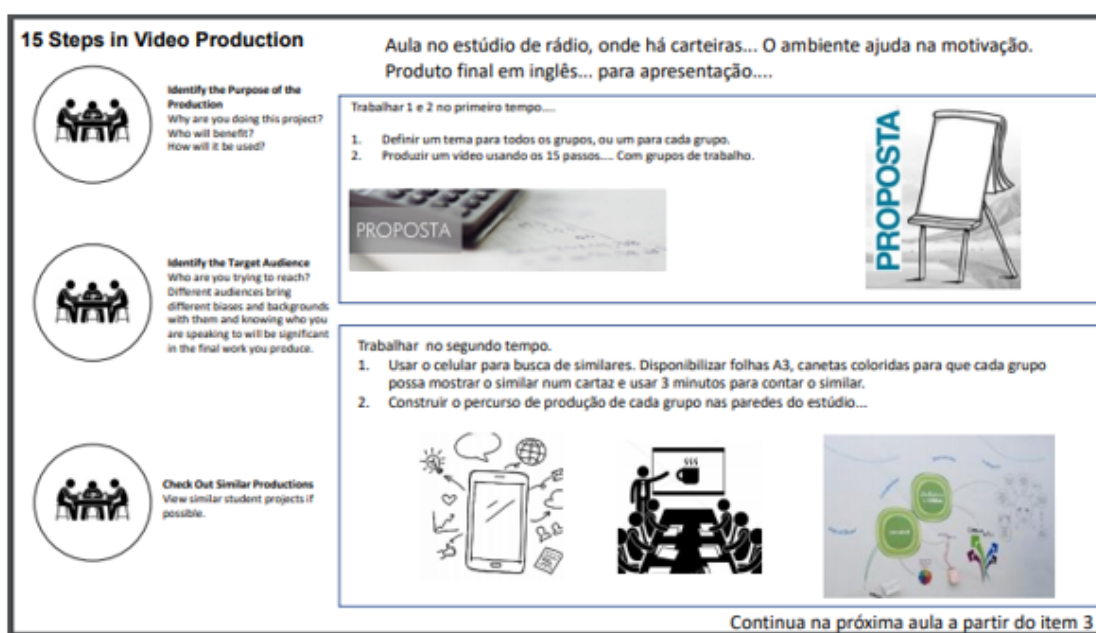 15 Steps in Video Production
Identify the Purpose of the
Production
Why are you doing this project?
Who will benefit?
How will it be used?
Identify the Target Audience
Who are you trying to reach?
Different audiences bring
different biases and backgrounds
with them and knowing who you
are speaking to will be significant
in the final work you produce.
Check Out Similar Productions
View similar student projects if
possible.
Aula no estúdio de rádio, onde há carteiras... O ambiente ajuda na motivação.
Produto final em inglês... para apresentação....
Trabalhar 1 e 2 no primeiro tempo....
1. Definir um tema para todos os grupos, ou um para cada grupo.
2. Produzir um vídeo usando os 15 passos.... Com grupos de trabalho.
PROPOSTA
PROPOSTA
Trabalhar no segundo tempo.
1. Usar o celular para busca de similares. Disponibilizar folhas A3, canetas coloridas para que cada grupo
possa mostrar o similar num cartaz e usar 3 minutos para contar o similar.
2. Construir o percurso de produção de cada grupo nas paredes do estúdio...
Continua na próxima aula a partir do item 3